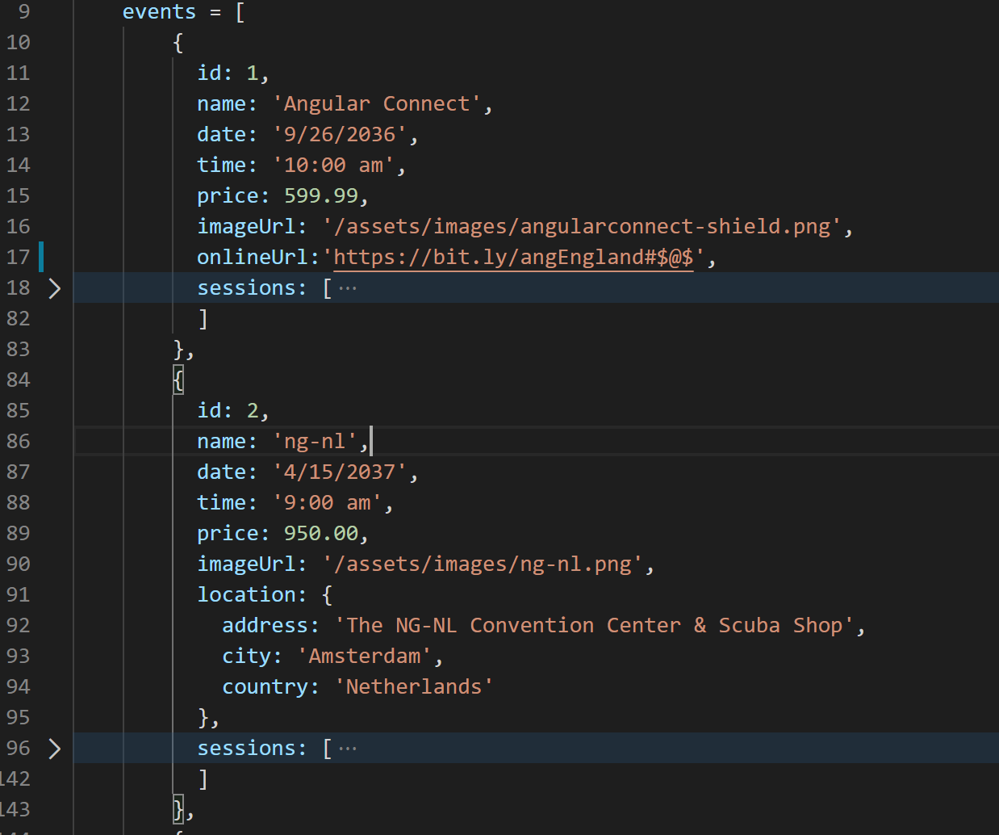 9 events = [
10 {
11 id: 1,
12 name: 'Angular Connect',
13 date: '9/26/2036',
14 time: '10:00 am',
15 price: 599.99,
16 imageUrl: '/assets/images/angularconnect-shield.png',
17 onlineUrl:'https://bit.ly/angEngland#$@$',
18 sessions: [ ···
82 ]
83 },
84 {
85 id: 2,
86 name: 'ng-nl',
87 date: '4/15/2037',
88 time: '9:00 am',
89 price: 950.00,
90 imageUrl: '/assets/images/ng-nl.png',
91 location: {
92 address: 'The NG-NL Convention Center & Scuba Shop',
93 city: 'Amsterdam',
94 country: 'Netherlands'
95 },
96 sessions: [ ···
142 ]
143 },